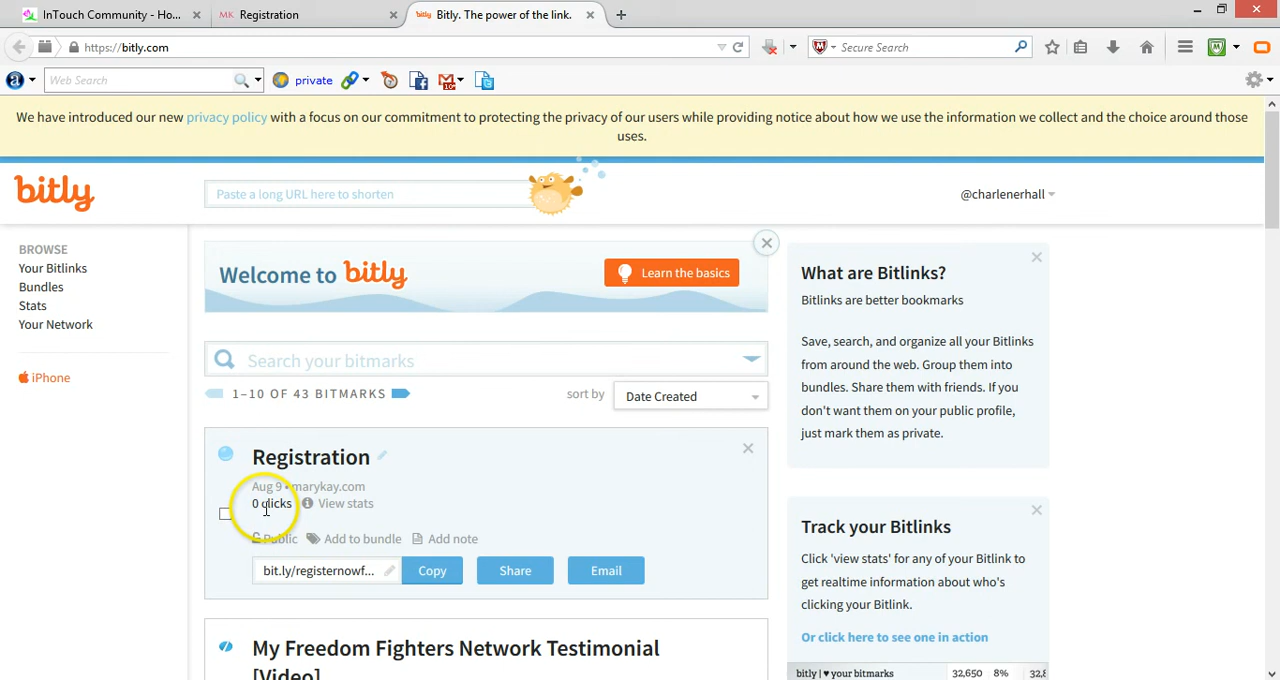 InTouch Community - Ho...
MK Registration
bitly Bitly. The power of the link.
https://bitly.com
Secure Search
a
Web Search
private
10+
We have introduced our new privacy policy with a focus on our commitment to protecting the privacy of our users while providing notice about how we use the information we collect and the choice around those
uses.
bitly
Paste a long URL here to shorten
@charlenerhall
BROWSE
Your Bitlinks
Bundles
Stats
Your Network
iPhone
Welcome to bitly
Learn the basics
Search your bitmarks
1–10 OF 43 BITMARKS
sort by
Date Created
Registration
Aug 9 • marykay.com
0 clicks
View stats
Public
Add to bundle
Add note
bit.ly/registernowf...
Copy
Share
Email
My Freedom Fighters Network Testimonial
[Video]
What are Bitlinks?
Bitlinks are better bookmarks
Save, search, and organize all your Bitlinks
from around the web. Group them into
bundles. Share them with friends. If you
don't want them on your public profile,
just mark them as private.
Track your Bitlinks
Click 'view stats' for any of your Bitlink to
get realtime information about who's
clicking your Bitlink.
Or click here to see one in action
bitly | ♥ your bitmarks
32,650
8%